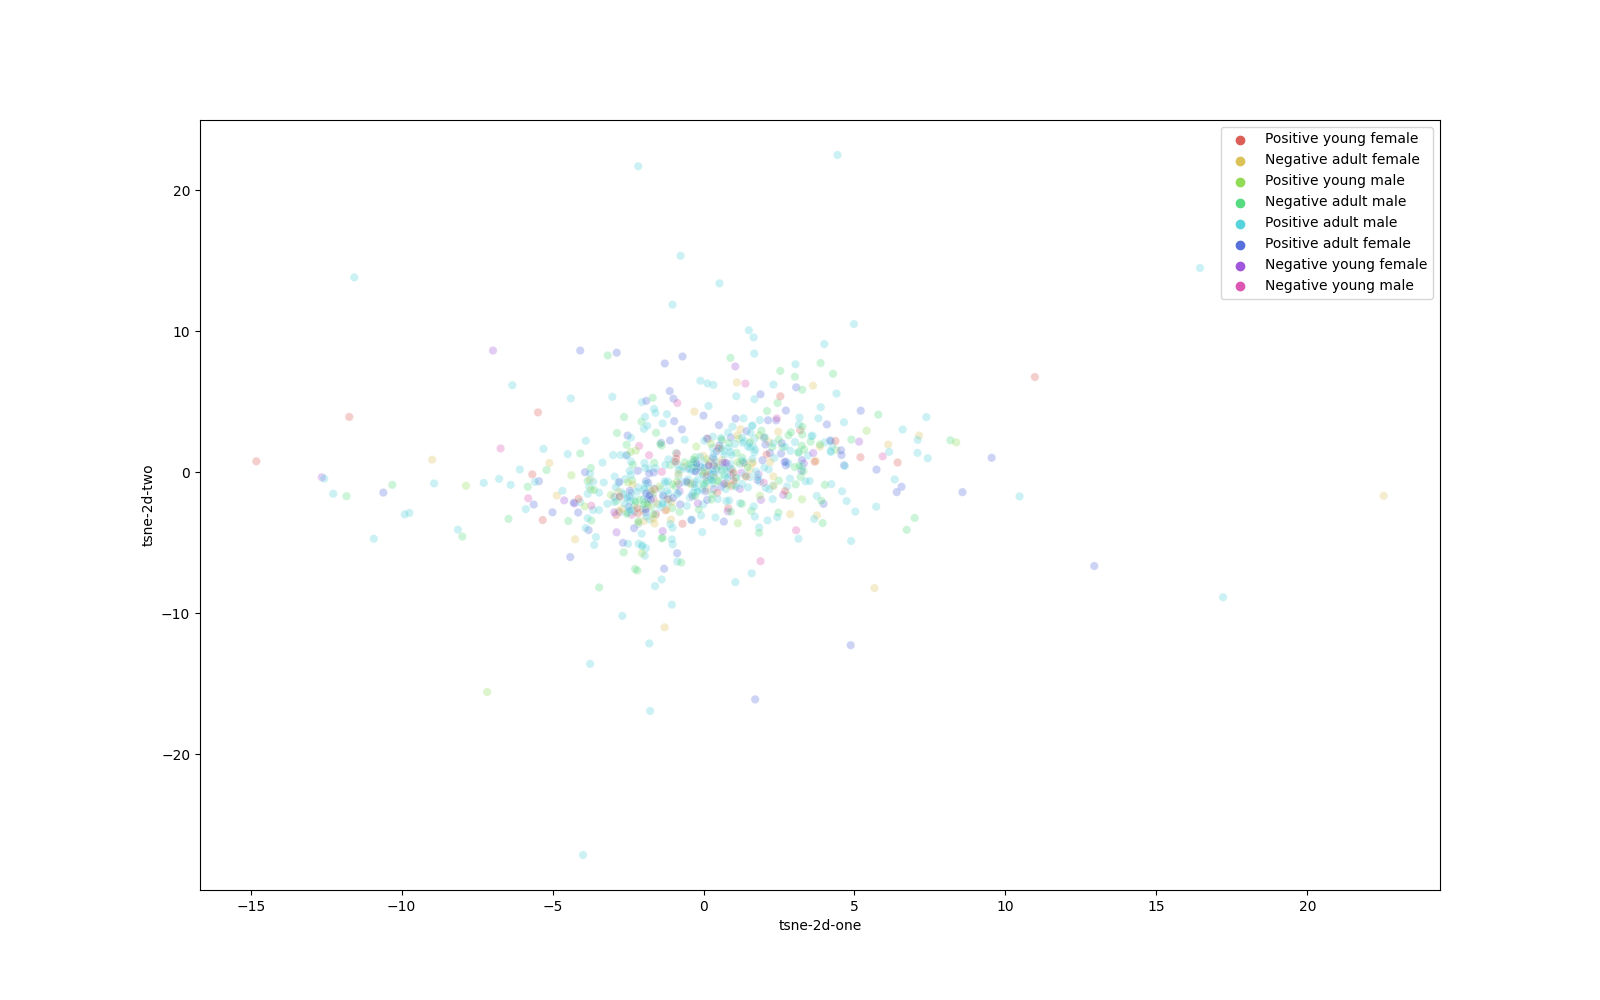 Positive young female
Negative adult female
Positive young male
Negative adult male
Positive adult male
Positive adult female
Negative young female
Negative young male
20
10
0
−10
−20
tsne-2d-two
−15
−10
−5
0
5
10
15
20
tsne-2d-one